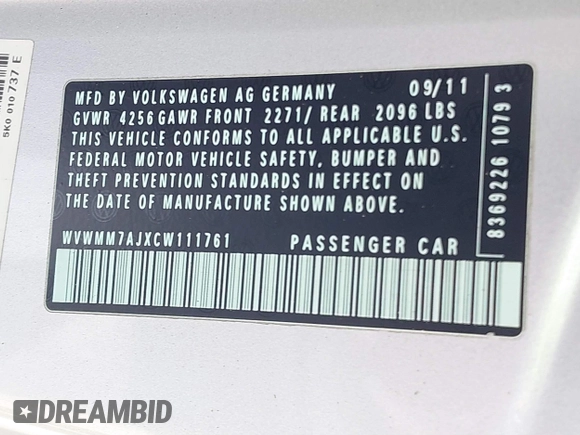 5K0 010 737 E
MFD BY VOLKSWAGEN AG GERMANY 09/11
GVWR 4256 GAWR FRONT 2271/ REAR 2096 LBS
THIS VEHICLE CONFORMS TO ALL APPLICABLE U.S.
FEDERAL MOTOR VEHICLE SAFETY, BUMPER AND
THEFT PREVENTION STANDARDS IN EFFECT ON
THE DATE OF MANUFACTURE SHOWN ABOVE.
WVWMM7AJXCW111761 PASSENGER CAR
8369226 1079 3
DREAMBID